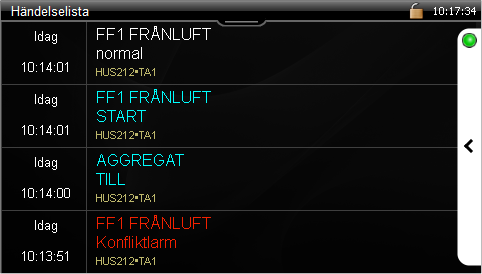 Händelselista 10:17:34
Idag FF1 FRÅNLUFT
normal
10:14:01 HUS212•TA1
Idag FF1 FRÅNLUFT
START
10:14:01 HUS212•TA1
Idag AGGREGAT
TILL
10:14:00 HUS212•TA1
Idag FF1 FRÅNLUFT
Konfliktlarm
10:13:51 HUS212•TA1